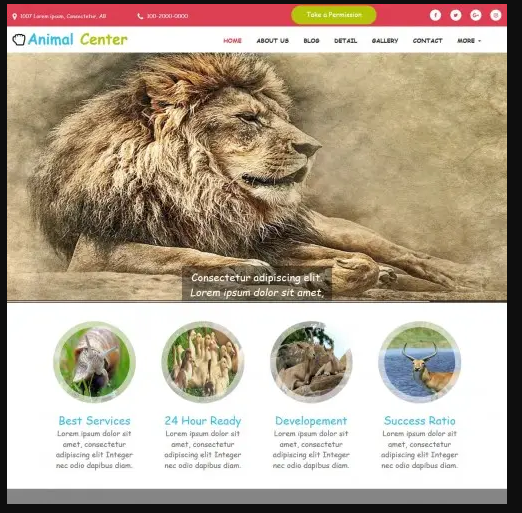 1007 Lorem ipsum, Consectetur, AB
100-2000-0000
Take a Permission
Animal Center
HOME ABOUT US BLOG DETAIL GALLERY CONTACT MORE
Consectetur adipiscing elit.
Lorem ipsum dolor sit amet,
Best Services
Lorem ipsum dolor sit
amet, consectetur
adipiscing elit Integer
nec odio dapibus diam.
24 Hour Ready
Lorem ipsum dolor sit
amet, consectetur
adipiscing elit Integer
nec odio dapibus diam.
Developement
Lorem ipsum dolor sit
amet, consectetur
adipiscing elit Integer
nec odio dapibus diam.
Success Ratio
Lorem ipsum dolor sit
amet, consectetur
adipiscing elit Integer
nec odio dapibus diam.